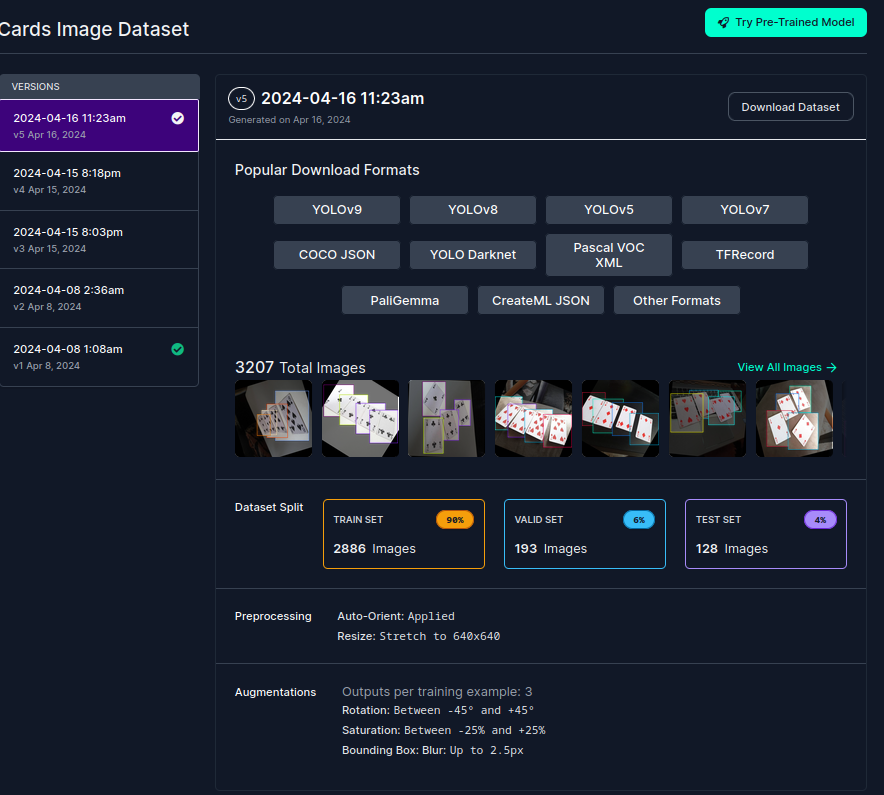 Cards Image Dataset
Try Pre-Trained Model
VERSIONS
2024-04-16 11:23am
v5 Apr 16, 2024
2024-04-15 8:18pm
v4 Apr 15, 2024
2024-04-15 8:03pm
v3 Apr 15, 2024
2024-04-08 2:36am
v2 Apr 8, 2024
2024-04-08 1:08am
v1 Apr 8, 2024
v5 2024-04-16 11:23am
Generated on Apr 16, 2024
Download Dataset
Popular Download Formats
YOLOv9 YOLOv8 YOLOv5 YOLOv7
COCO JSON YOLO Darknet Pascal VOC XML TFRecord
PaliGemma CreateML JSON Other Formats
3207 Total Images
View All Images →
Dataset Split
TRAIN SET 90%
2886 Images
VALID SET 6%
193 Images
TEST SET 4%
128 Images
Preprocessing
Auto-Orient: Applied
Resize: Stretch to 640x640
Augmentations
Outputs per training example: 3
Rotation: Between -45° and +45°
Saturation: Between -25% and +25%
Bounding Box: Blur: Up to 2.5px